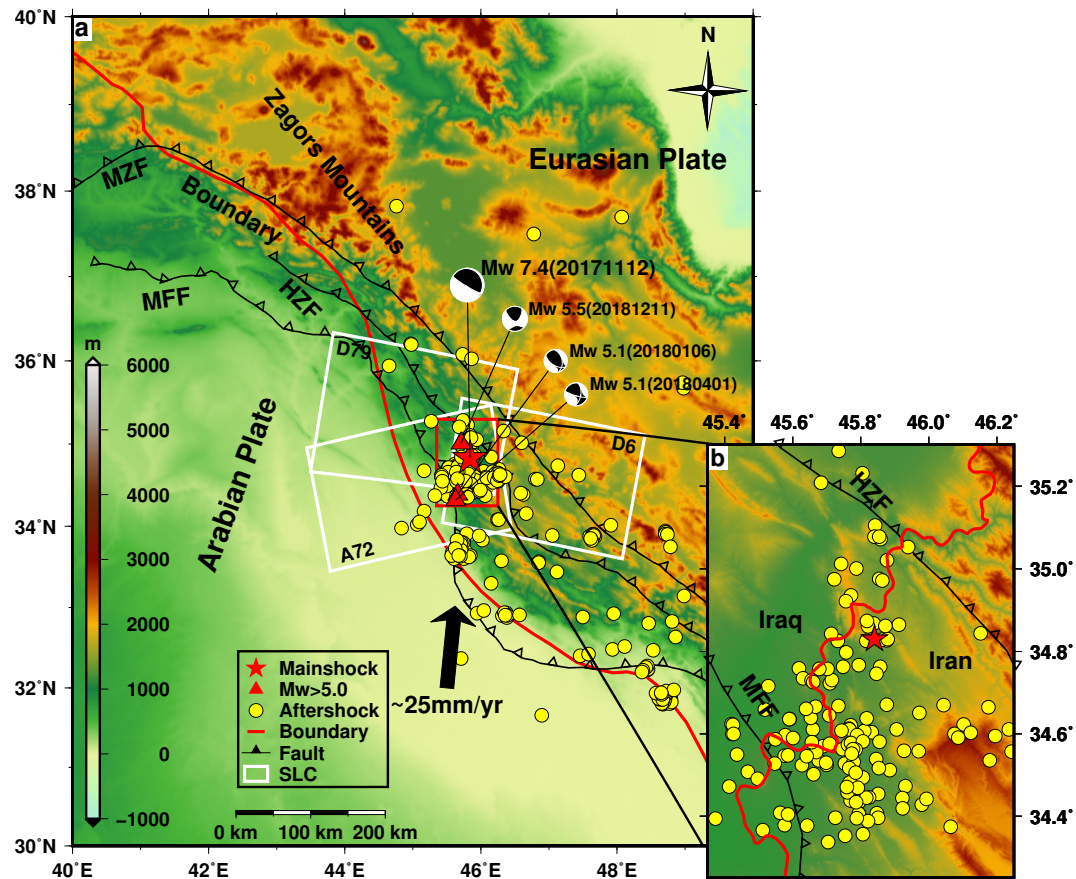 40°N
38°N
36°N
34°N
32°N
30°N
40°E
42°E
44°E
46°E
48°E
a
N
Zagors Mountains
Eurasian Plate
MZF
Boundary
HZF
MFF
Mw 7.4(20171112)
Mw 5.5(20181211)
Mw 5.1(20180106)
Mw 5.1(20180401)
D79
D6
A72
Arabian Plate
~25mm/yr
m
6000
5000
4000
3000
2000
1000
0
−1000
Mainshock
Mw>5.0
Aftershock
Boundary
Fault
SLC
0 km
100 km
200 km
b
45.4°
45.6°
45.8°
46.0°
46.2°
35.2°
35.0°
34.8°
34.6°
34.4°
HZF
Iraq
Iran
MFF